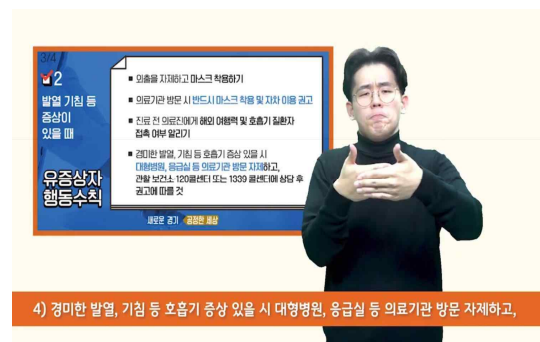 3/4
2
발열 기침 등
증상이
있을 때
유증상자
행동수칙
■ 외출을 자제하고 마스크 착용하기
■ 의료기관 방문 시 반드시 마스크 착용 및 자차 이용 권고
■ 진료 전 의료진에게 해외 여행력 및 호흡기 질환자
접촉 여부 알리기
■ 경미한 발열, 기침 등 호흡기 증상 있을 시
대형병원, 응급실 등 의료기관 방문 자제하고,
관할 보건소, 120콜센터 또는 1339 콜센터에 상담 후
권고에 따를 것
새로운 경기 공정한 세상
4) 경미한 발열, 기침 등 호흡기 증상 있을 시 대형병원, 응급실 등 의료기관 방문 자제하고,